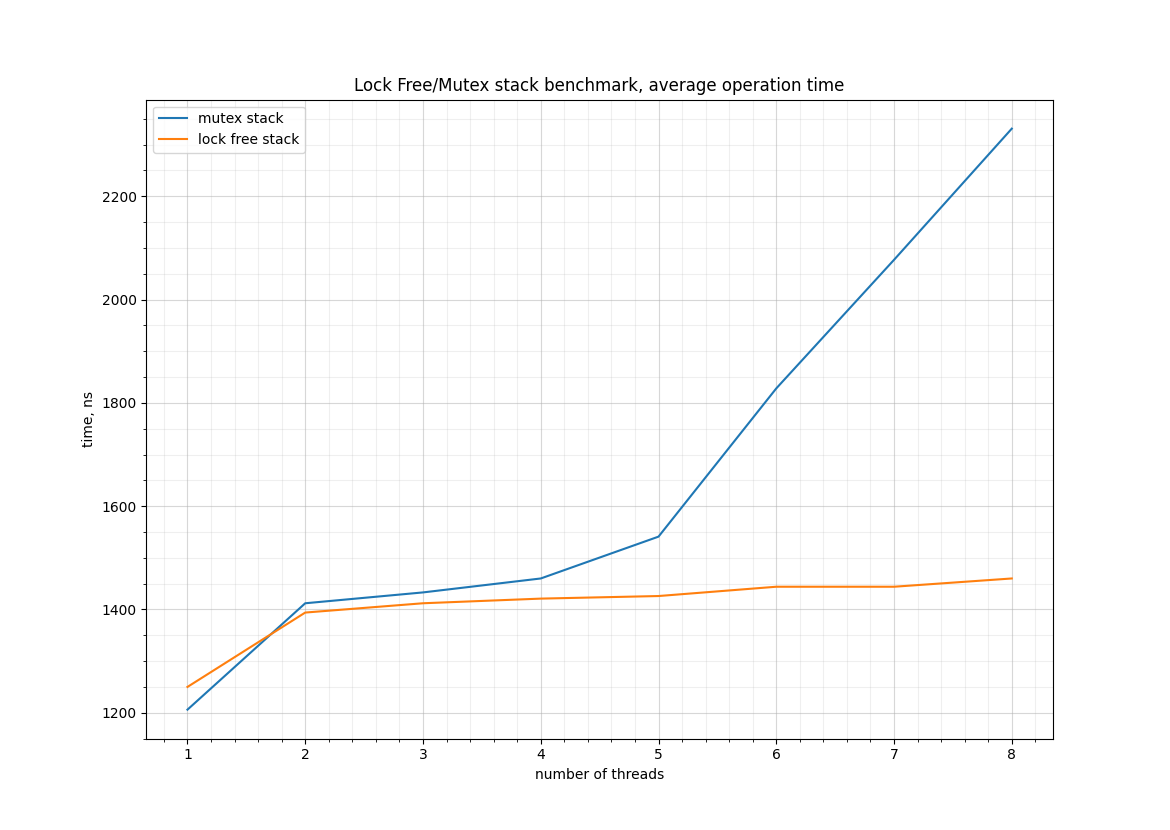 Lock Free/Mutex stack benchmark, average operation time
mutex stack
lock free stack
2200
2000
1800
1600
1400
1200
time, ns
1 2 3 4 5 6 7 8
number of threads